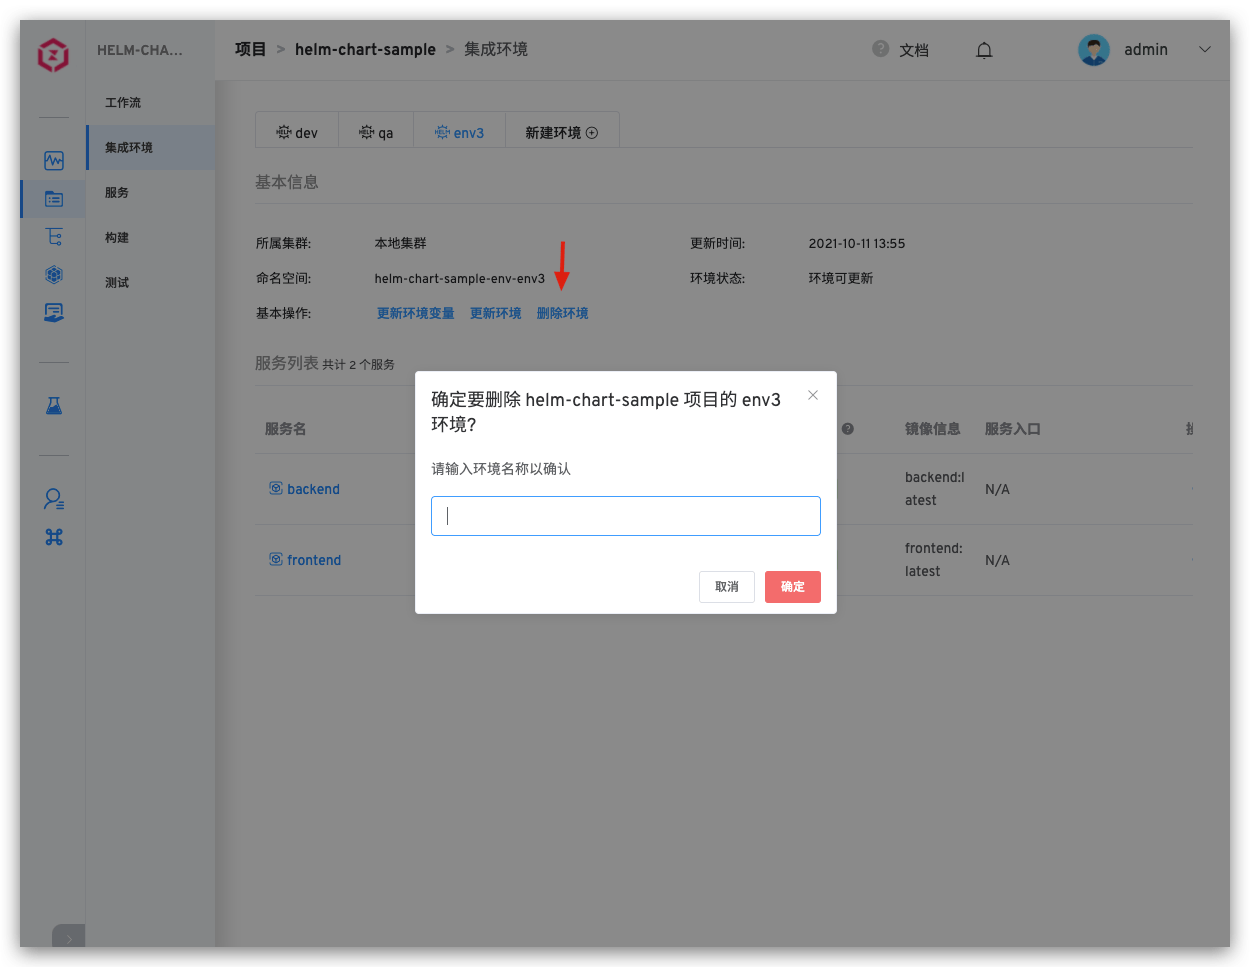 HELM-CHA...
项目 > helm-chart-sample > 集成环境
文档
admin
工作流
集成环境
服务
构建
测试
dev
qa
env3
新建环境
基本信息
所属集群: 本地集群
更新时间: 2021-10-11 13:55
命名空间: helm-chart-sample-env-env3
环境状态: 环境可更新
基本操作: 更新环境变量 更新环境 删除环境
服务列表 共计 2 个服务
服务名
镜像信息
服务入口
backend
backend:l
atest
N/A
frontend
frontend:
latest
N/A
确定要删除 helm-chart-sample 项目的 env3
环境?
请输入环境名称以确认
取消
确定